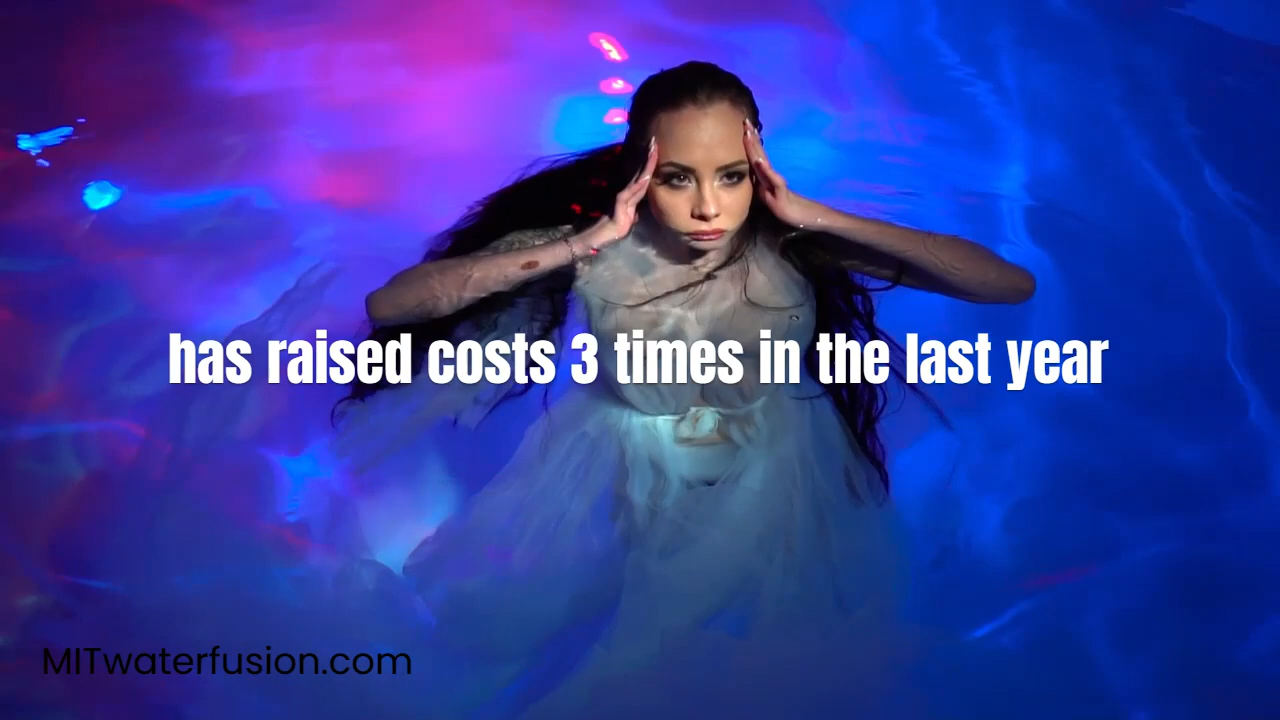 has raised costs 3 times in the last year
MITwaterfusion.com